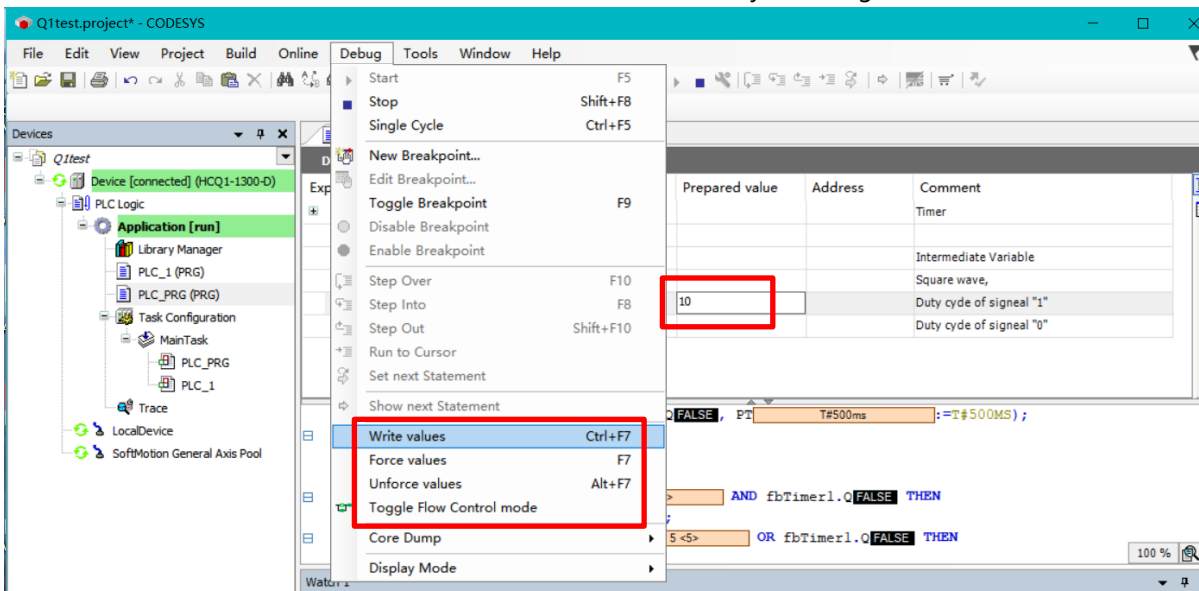 Q1test.project* - CODESYS
File Edit View Project Build Online Debug Tools Window Help
Start F5
Stop Shift+F8
Single Cycle Ctrl+F5
New Breakpoint...
Edit Breakpoint...
Toggle Breakpoint F9
Disable Breakpoint
Enable Breakpoint
Step Over F10
Step Into F8
Step Out Shift+F10
Run to Cursor
Set next Statement
Show next Statement
Write values Ctrl+F7
Force values F7
Unforce values Alt+F7
Toggle Flow Control mode
Core Dump
Display Mode
Devices
Q1test
Device [connected] (HCQ1-1300-D)
PLC Logic
Application [run]
Library Manager
PLC_1 (PRG)
PLC_PRG (PRG)
Task Configuration
MainTask
PLC_PRG
PLC_1
Trace
LocalDevice
SoftMotion General Axis Pool
Prepared value Address Comment
Timer
Intermediate Variable
Square wave,
10 Duty cyde of signeal "1"
Duty cyde of signeal "0"
FALSE, PT T#500ms :=T#500MS);
AND fbTimer1.Q FALSE THEN
;
5 <5> OR fbTimer1.Q FALSE THEN
100 %